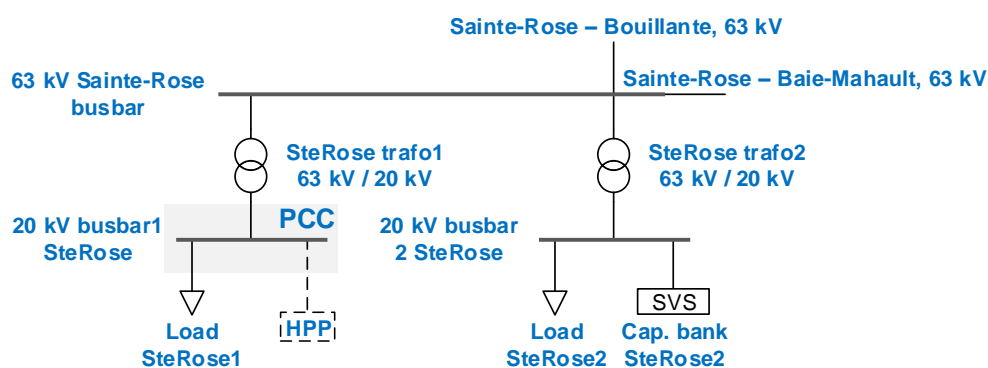 Sainte-Rose – Bouillante, 63 kV
63 kV Sainte-Rose
busbar
Sainte-Rose – Baie-Mahault, 63 kV
SteRose trafo1
63 kV / 20 kV
SteRose trafo2
63 kV / 20 kV
PCC
20 kV busbar1
SteRose
20 kV busbar
2 SteRose
HPP
SVS
Load
SteRose1
Load
SteRose2
Cap. bank
SteRose2